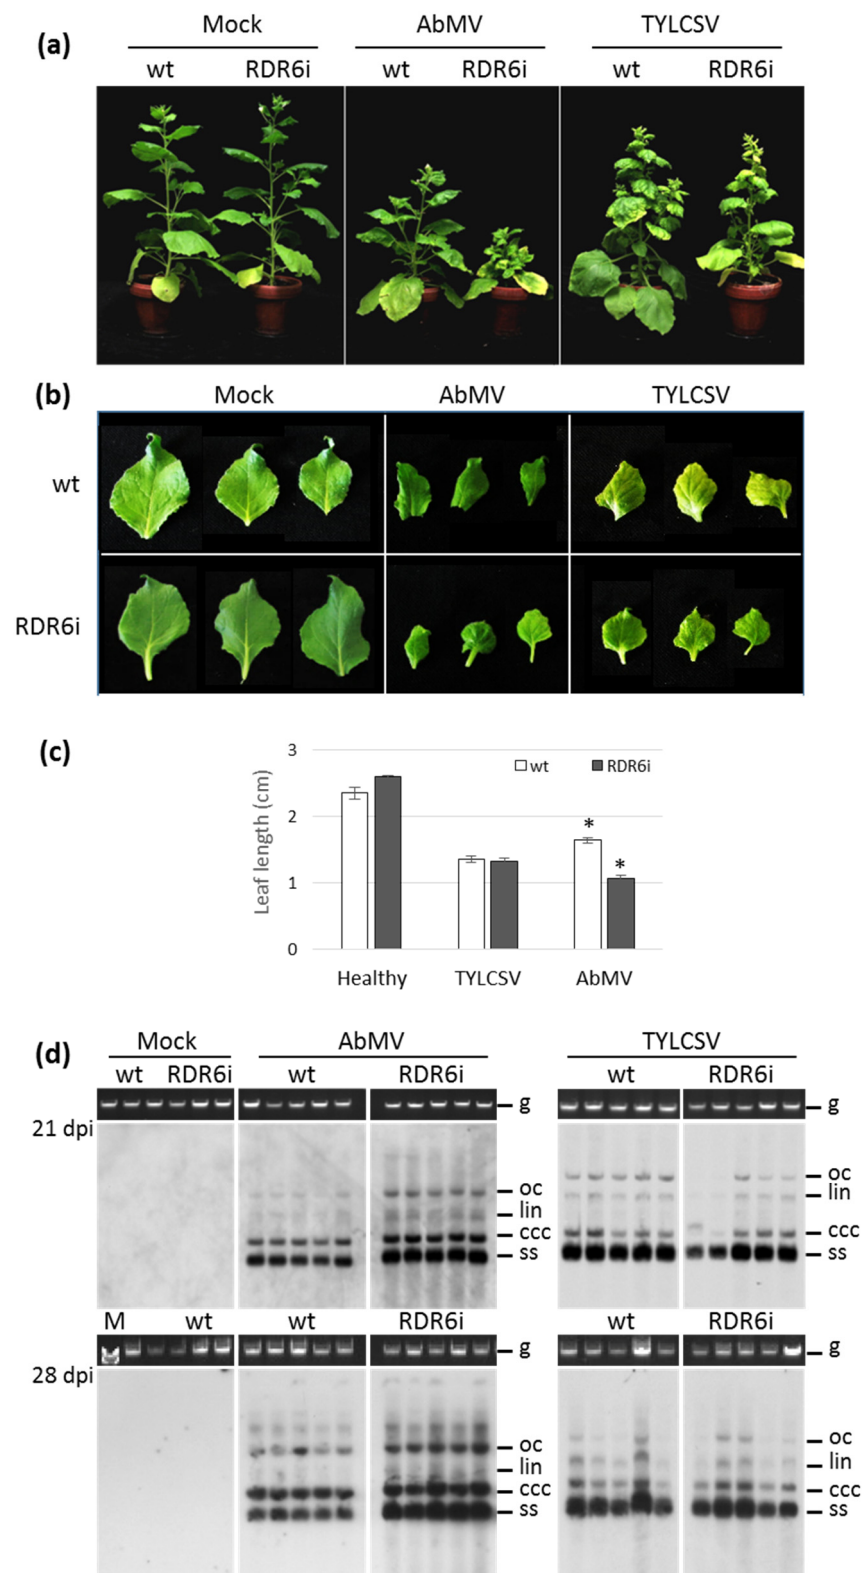 (a)
Mock AbMV TYLCSV
wt RDR6i wt RDR6i wt RDR6i
(b)
Mock AbMV TYLCSV
wt
RDR6i
(c)
3
wt RDR6i
2
1
0
Leaf length (cm)
* *
Healthy TYLCSV AbMV
(d)
Mock AbMV TYLCSV
wt RDR6i wt RDR6i wt RDR6i
g g
21 dpi
oc oc
lin lin
ccc ccc
ss ss
M wt wt RDR6i wt RDR6i
g g
28 dpi
oc oc
lin lin
ccc ccc
ss ss